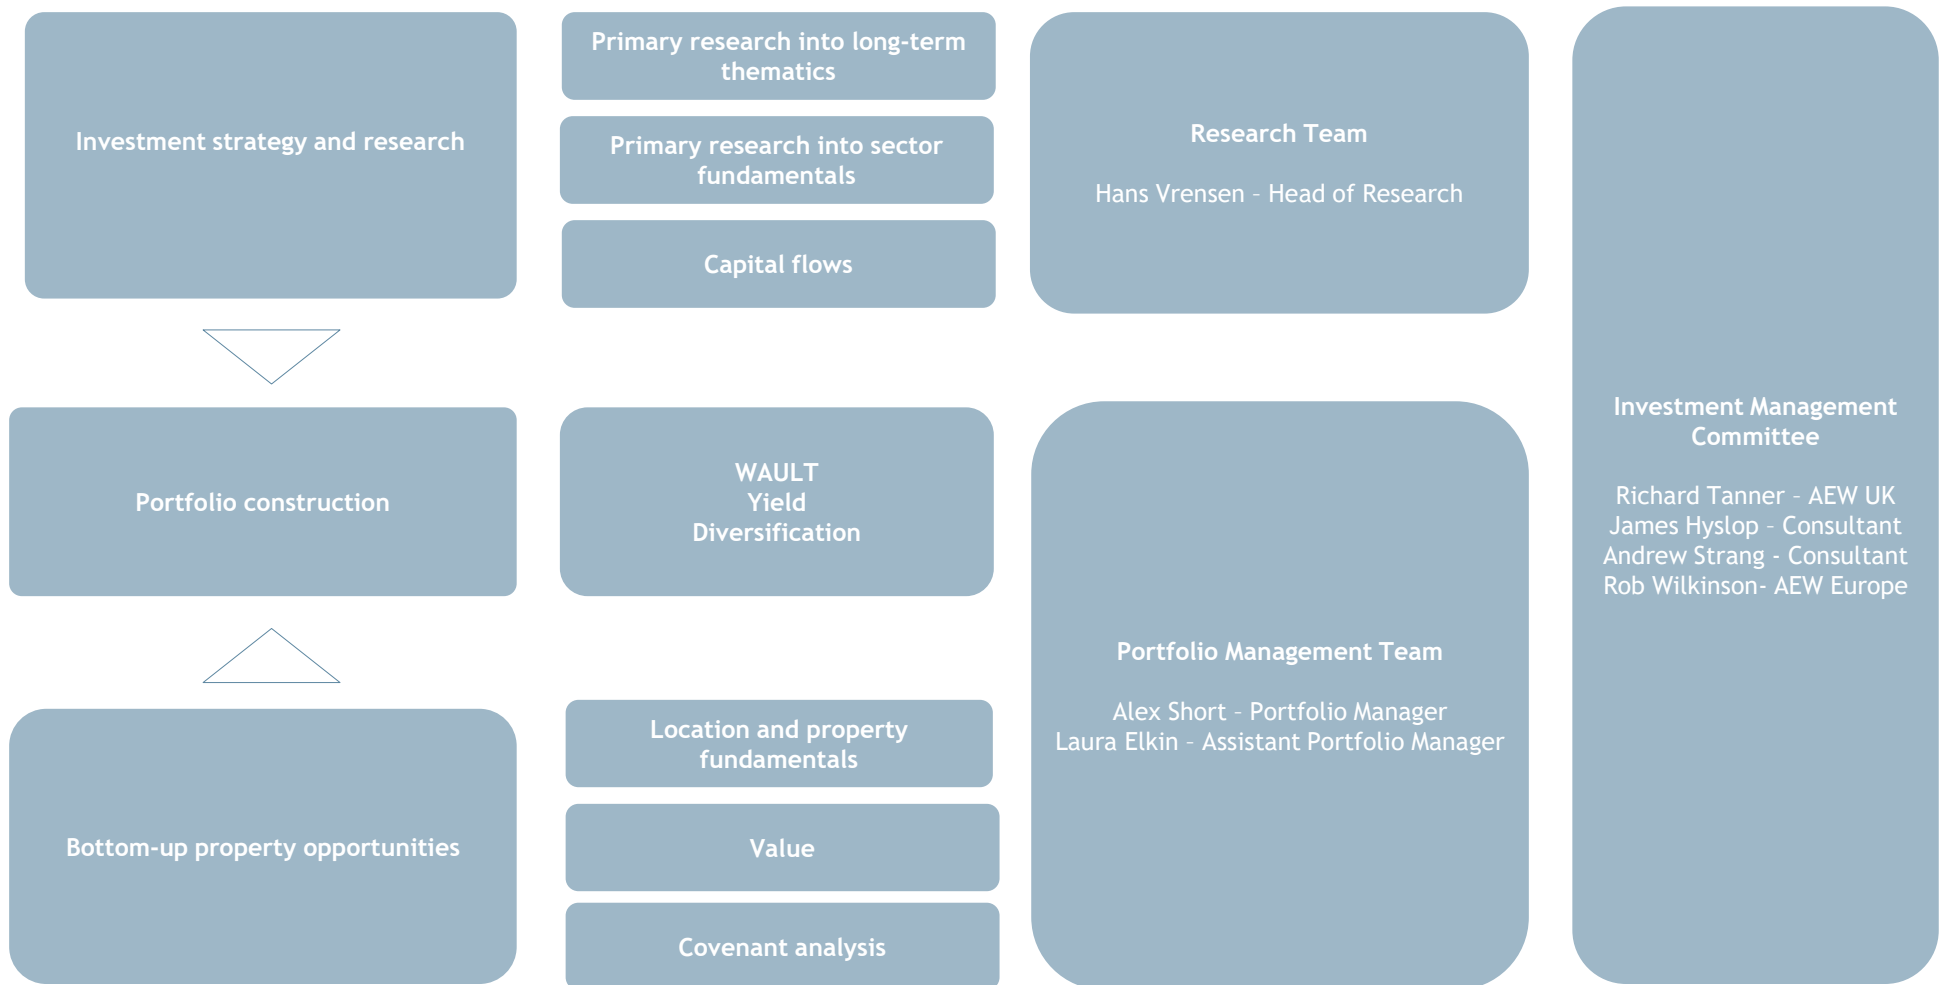 Investment strategy and research
Primary research into long-term
thematics
Primary research into sector
fundamentals
Capital flows
Research Team
Hans Vrensen – Head of Research
Portfolio construction
WAULT
Yield
Diversification
Bottom-up property opportunities
Location and property
fundamentals
Value
Covenant analysis
Portfolio Management Team
Alex Short – Portfolio Manager
Laura Elkin – Assistant Portfolio Manager
Investment Management
Committee
Richard Tanner – AEW UK
James Hyslop – Consultant
Andrew Strang - Consultant
Rob Wilkinson- AEW Europe